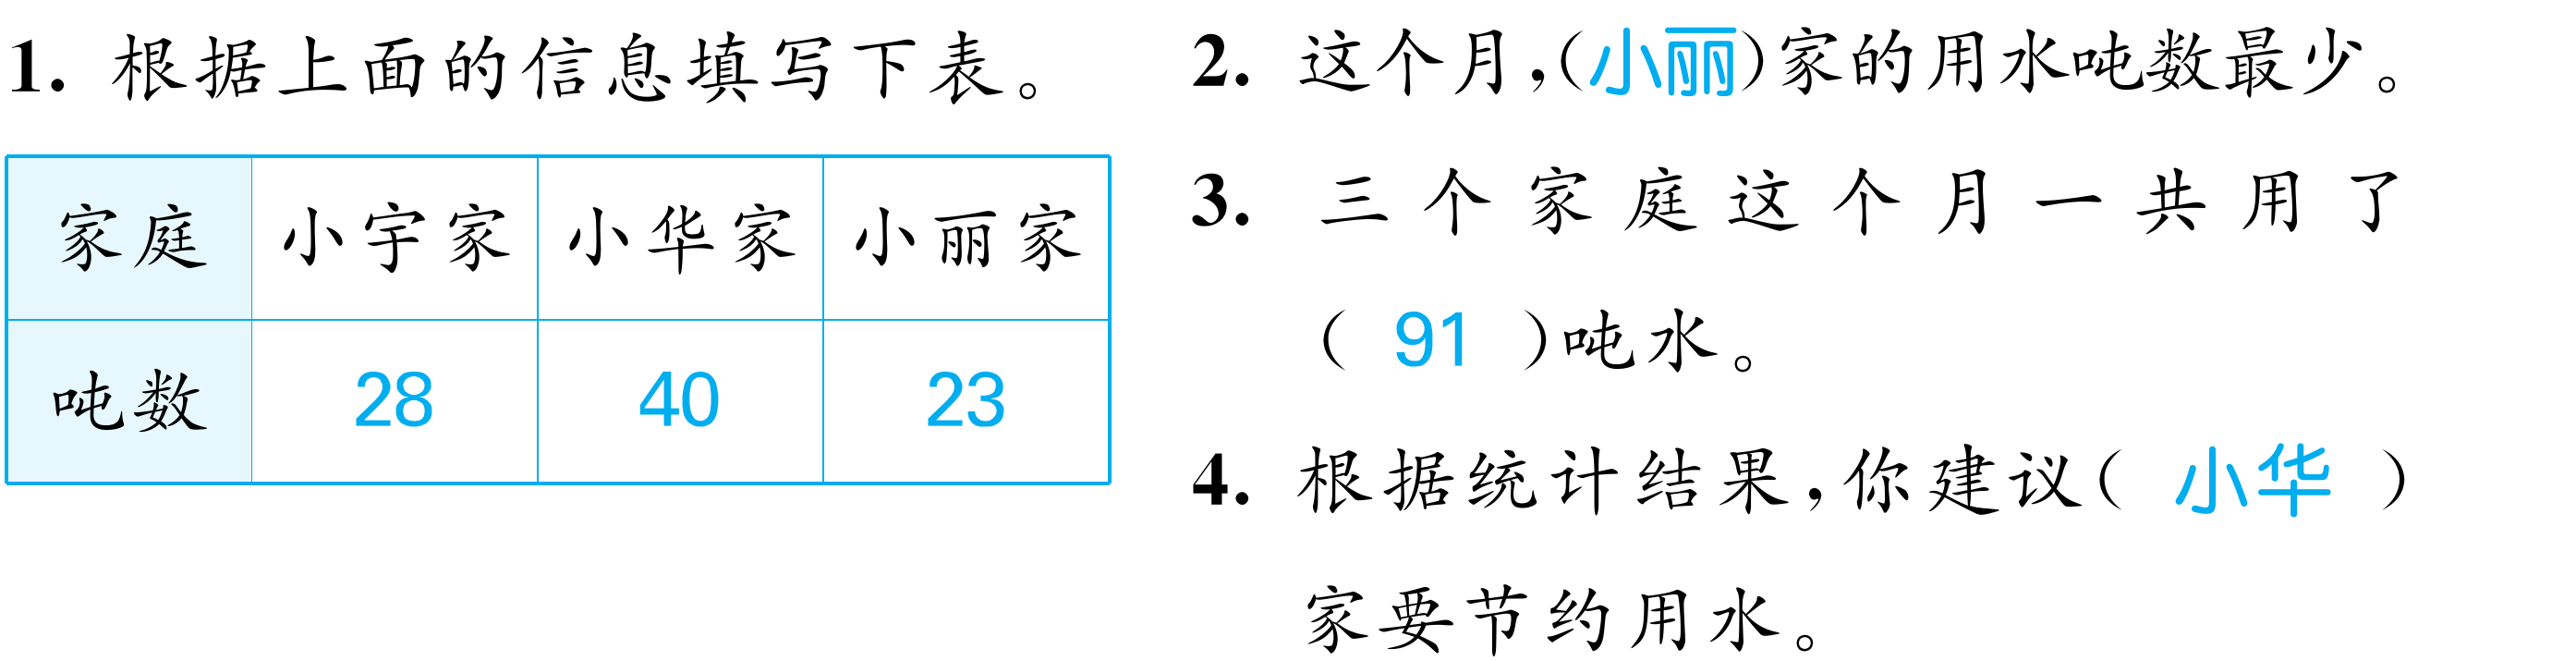 1. 根据上面的信息填写下表。
家庭 小宇家 小华家 小丽家
吨数 28 40 23
2. 这个月,(小丽)家的用水吨数最少。
3. 三个家庭这个月一共用了
( 91 )吨水。
4. 根据统计结果,你建议( 小华 )
家要节约用水。